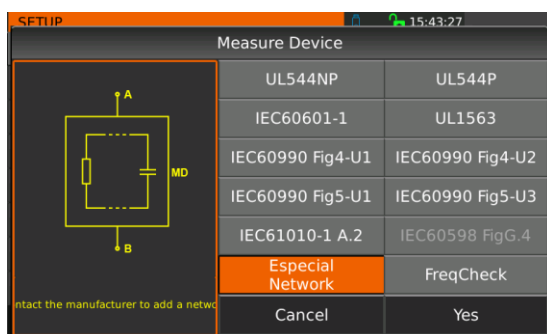 SETUP
15:43:27
Measure Device
A
MD
B
ntact the manufacturer to add a netwo
UL544NP
UL544P
IEC60601-1
UL1563
IEC60990 Fig4-U1
IEC60990 Fig4-U2
IEC60990 Fig5-U1
IEC60990 Fig5-U3
IEC61010-1 A.2
IEC60598 FigG.4
Especial
Network
FreqCheck
Cancel
Yes